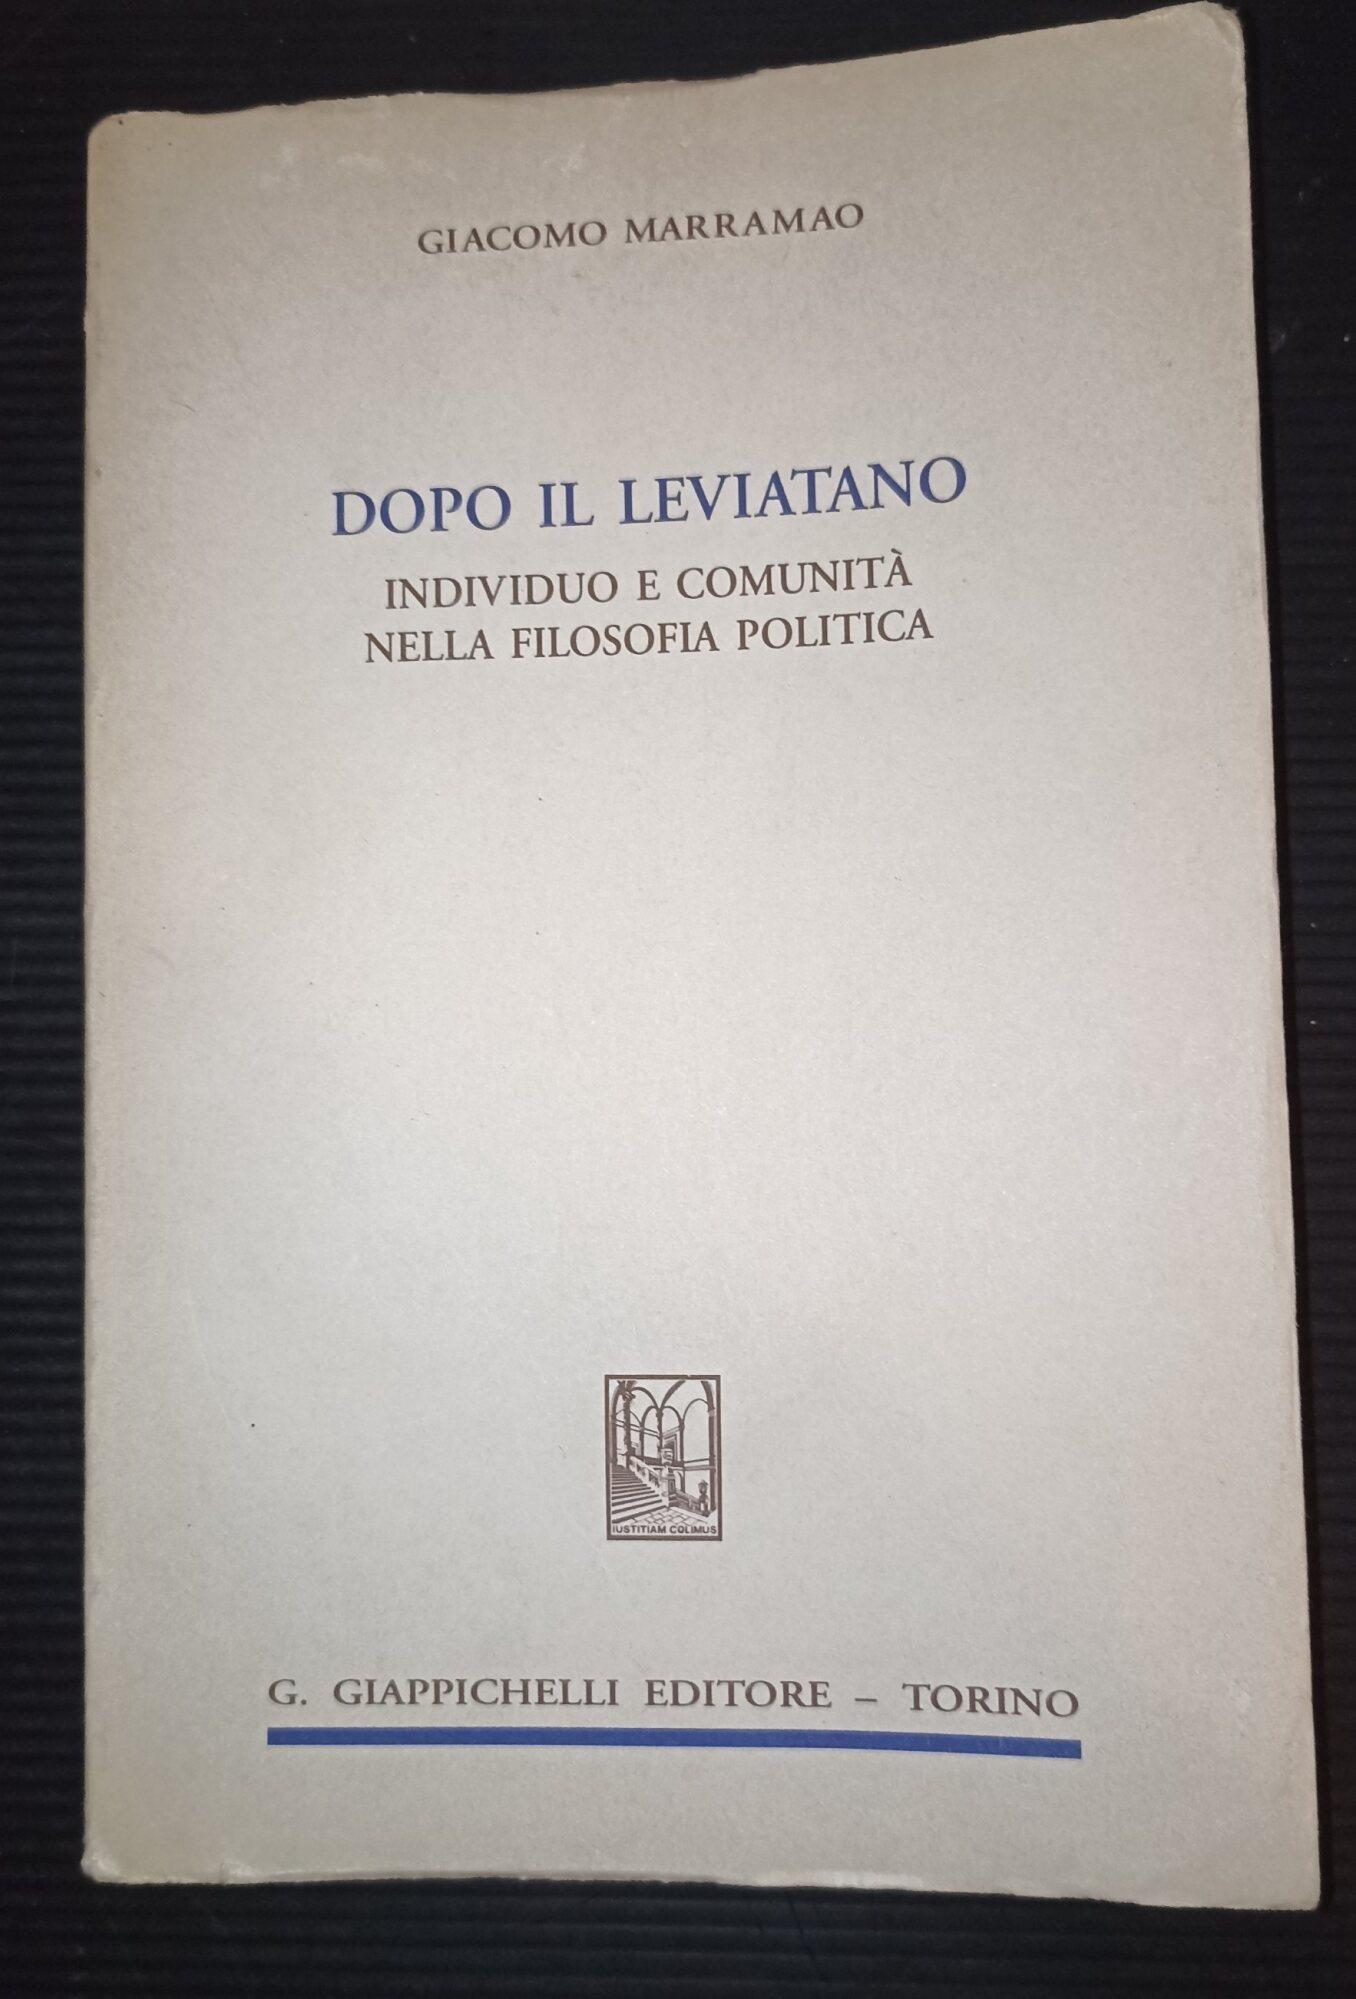 GIACOMO MARRAMAO
DOPO IL LEVIATANO
INDIVIDUO E COMUNITÀ
NELLA FILOSOFIA POLITICA
IUSTITIAM COLIMUS
G. GIAPPICHELLI EDITORE – TORINO